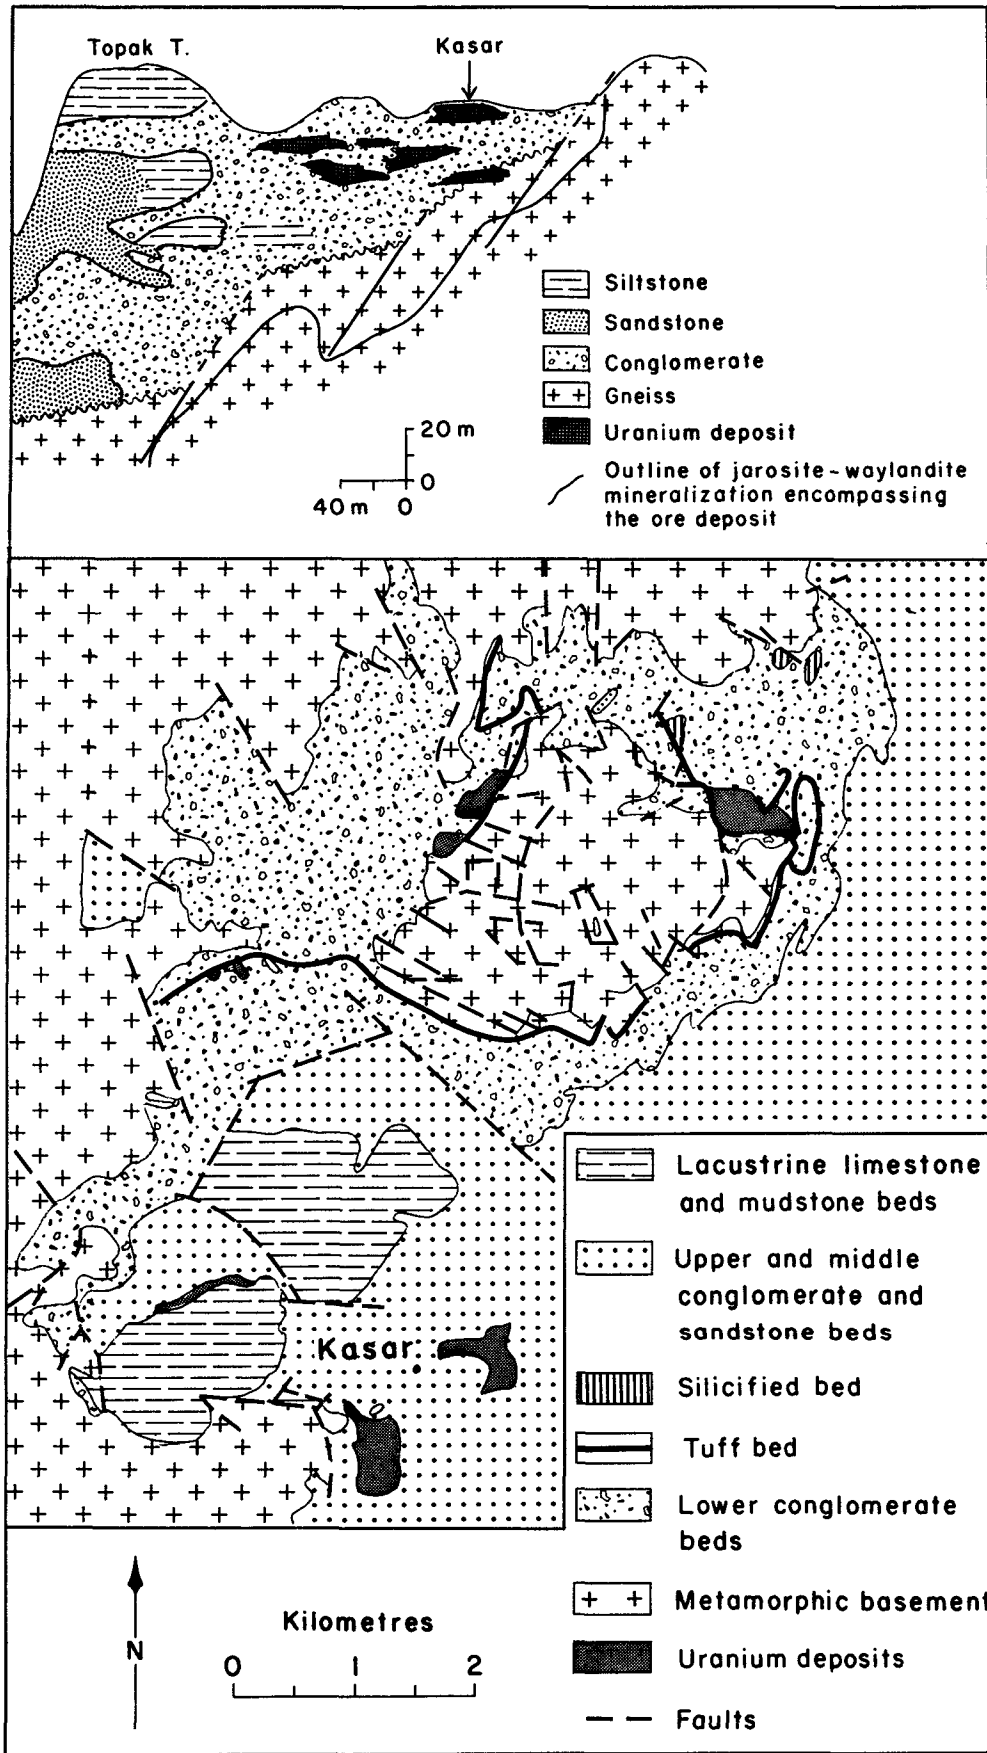 Topak T.
Kasar
Siltstone
Sandstone
Conglomerate
Gneiss
Uranium deposit
Outline of jarosite-waylandite
mineralization encompassing
the ore deposit
20 m
0
40 m 0
Kasar
Lacustrine limestone
and mudstone beds
Upper and middle
conglomerate and
sandstone beds
Silicified bed
Tuff bed
Lower conglomerate
beds
Metamorphic basement
Uranium deposits
Faults
N
Kilometres
0 1 2